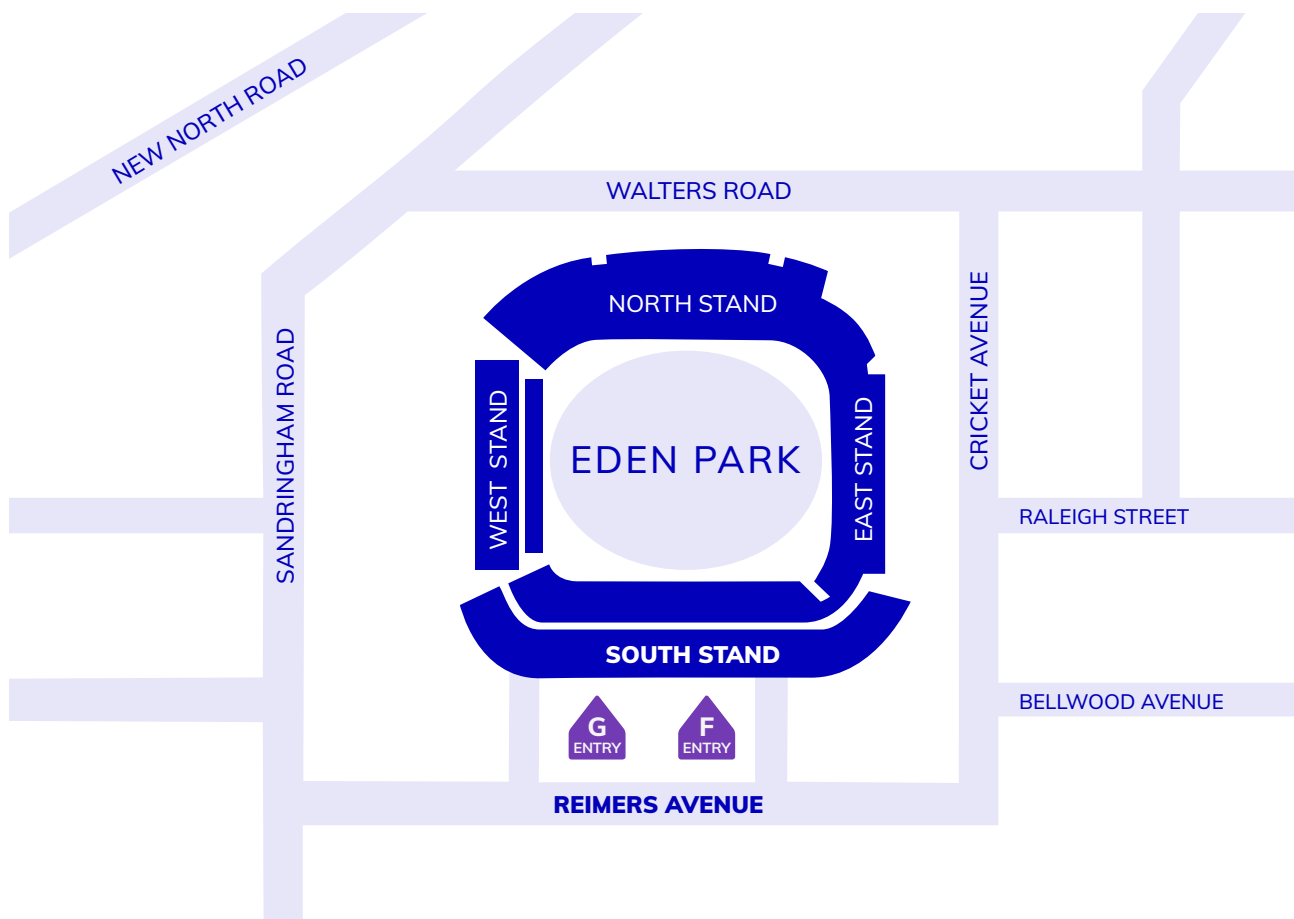 NEW NORTH ROAD
WALTERS ROAD
NORTH STAND
SANDRINGHAM ROAD
WEST STAND
EDEN PARK
EAST STAND
CRICKET AVENUE
RALEIGH STREET
SOUTH STAND
BELLWOOD AVENUE
G
ENTRY
F
ENTRY
REIMERS AVENUE